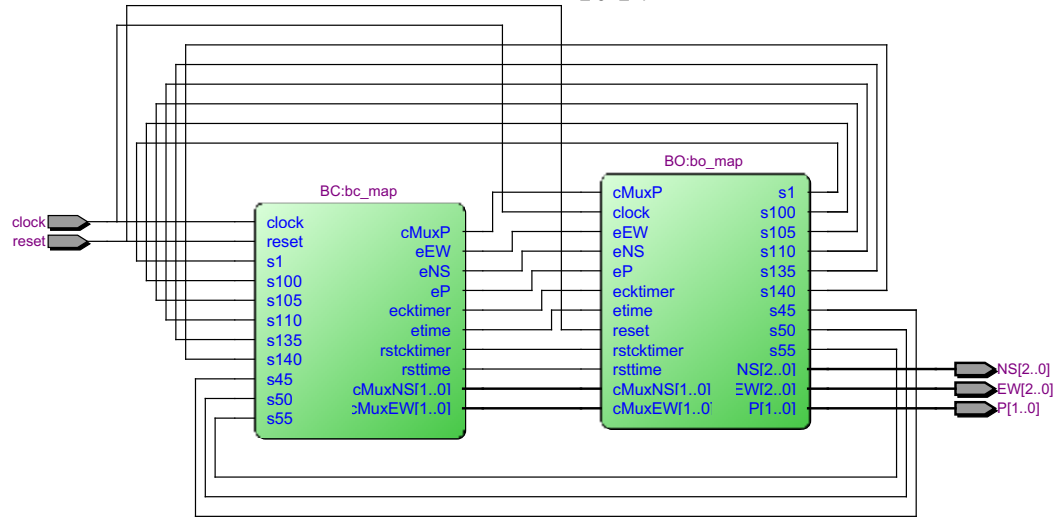 BC:bc_map
clock
reset
s1
s100
s105
s110
s135
s140
s45
s50
s55
cMuxP
eEW
eNS
eP
ecktimer
etime
rstcktimer
rsttime
cMuxNS[1..0]
cMuxEW[1..0]
BO:bo_map
cMuxP
clock
eEW
eNS
eP
ecktimer
etime
reset
rstcktimer
rsttime
cMuxNS[1..0]
cMuxEW[1..0]
s1
s100
s105
s110
s135
s140
s45
s50
s55
NS[2..0]
EW[2..0]
P[1..0]
clock
reset
NS[2..0]
EW[2..0]
P[1..0]